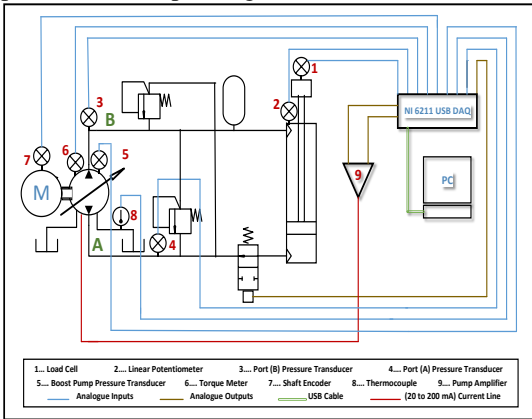 1
3
2
B
NI 6211 USB DAQ
6
5
7
M
PC
9
8
4
A
1.... Load Cell 2.... Linear Potentiometer 3.... Port (B) Pressure Transducer 4.... Port (A) Pressure Transducer
5.... Boost Pump Pressure Transducer 6.... Torque Meter 7.... Shaft Encoder 8.... Thermocouple 9.... Pump Amplifier
Analogue Inputs Analogue Outputs USB Cable (20 to 200 mA) Current Line